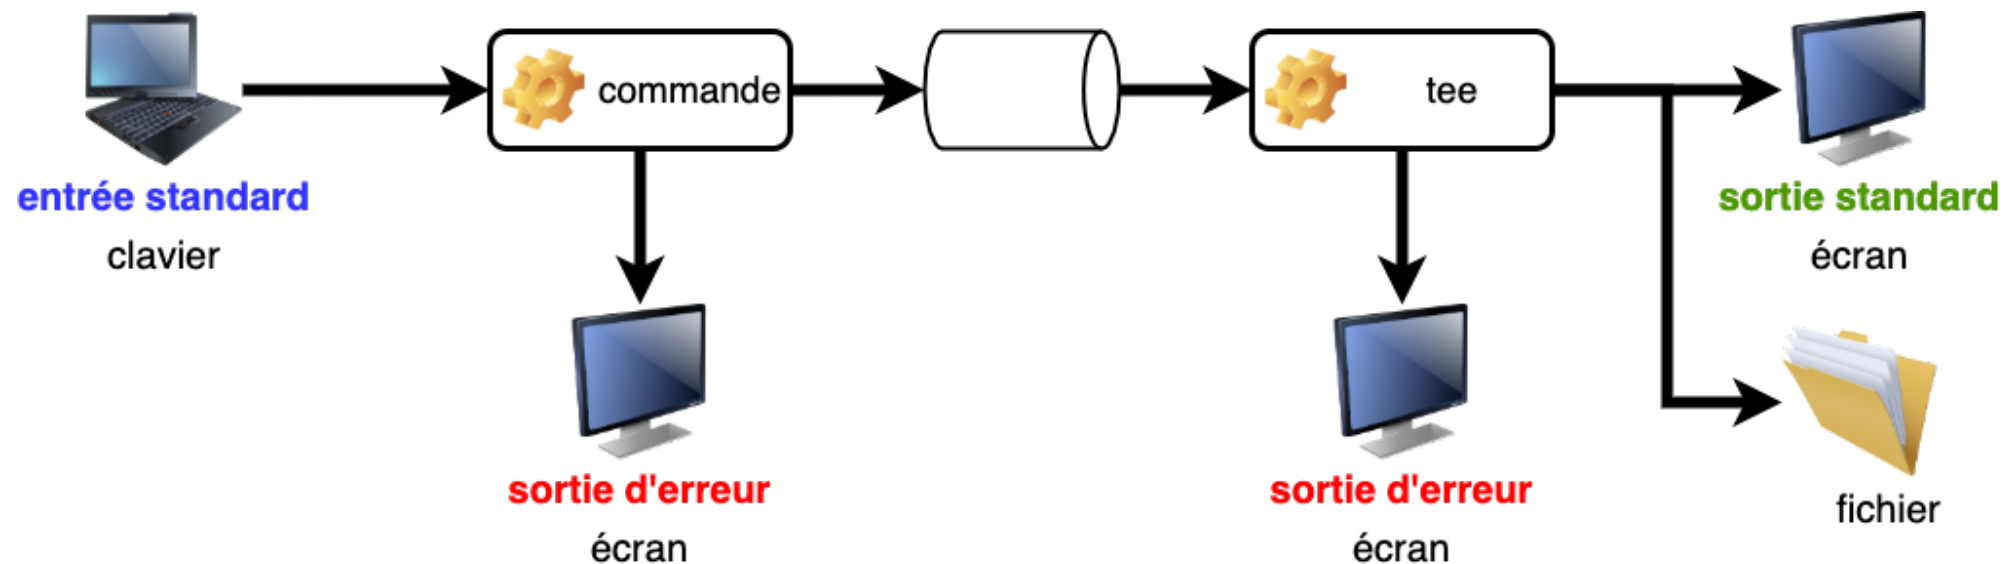 commande
tee
entrée standard
clavier
sortie standard
écran
sortie d'erreur
écran
sortie d'erreur
écran
fichier